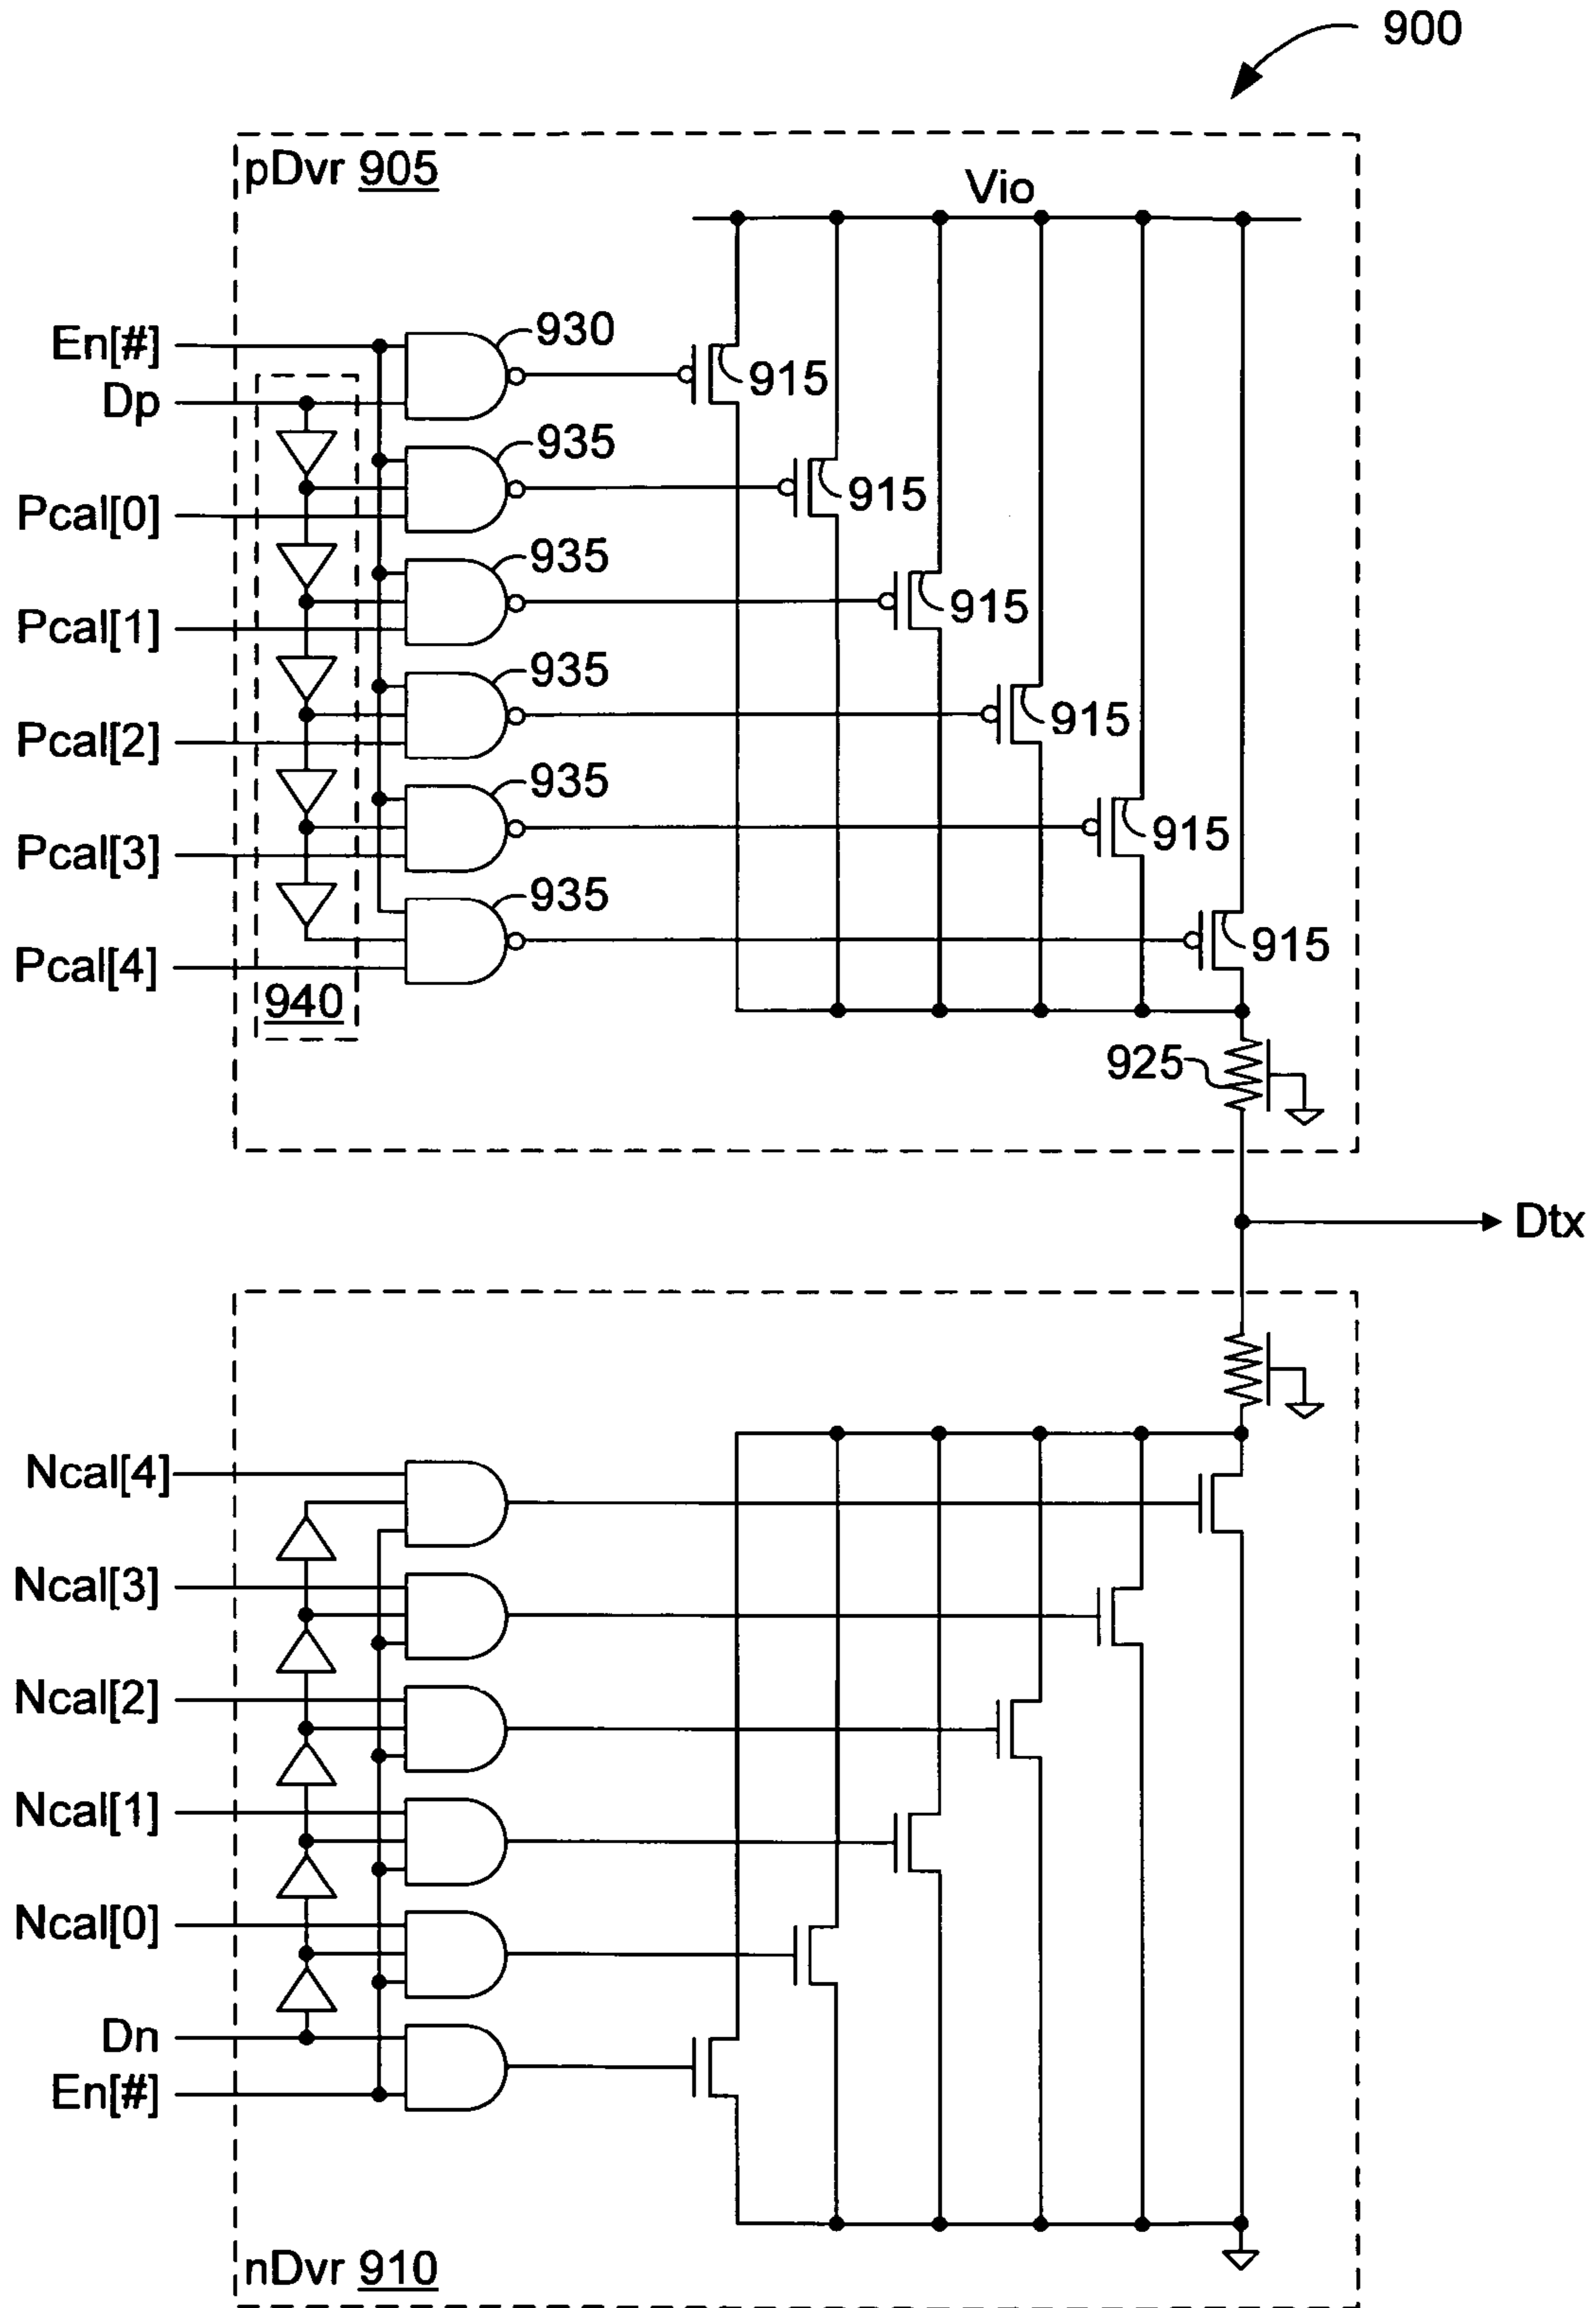 900
pDvr 905
Vio
En[#]
930
915
Dp
935
Pcal[0]
915
935
Pcal[1]
915
935
Pcal[2]
915
935
Pcal[3]
915
935
Pcal[4]
915
940
925
Dtx
Ncal[4]
Ncal[3]
Ncal[2]
Ncal[1]
Ncal[0]
Dn
En[#]
nDvr 910